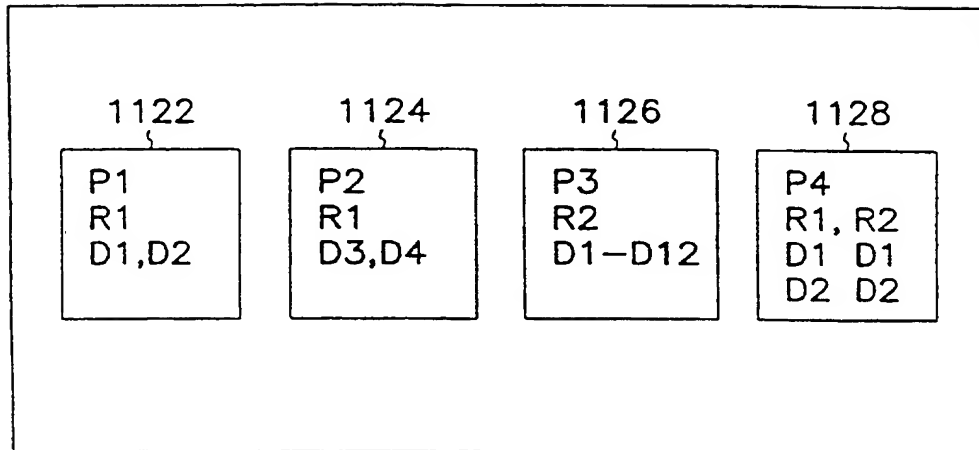 1122
P1
R1
D1,D2
1124
P2
R1
D3,D4
1126
P3
R2
D1-D12
1128
P4
R1, R2
D1 D1
D2 D2